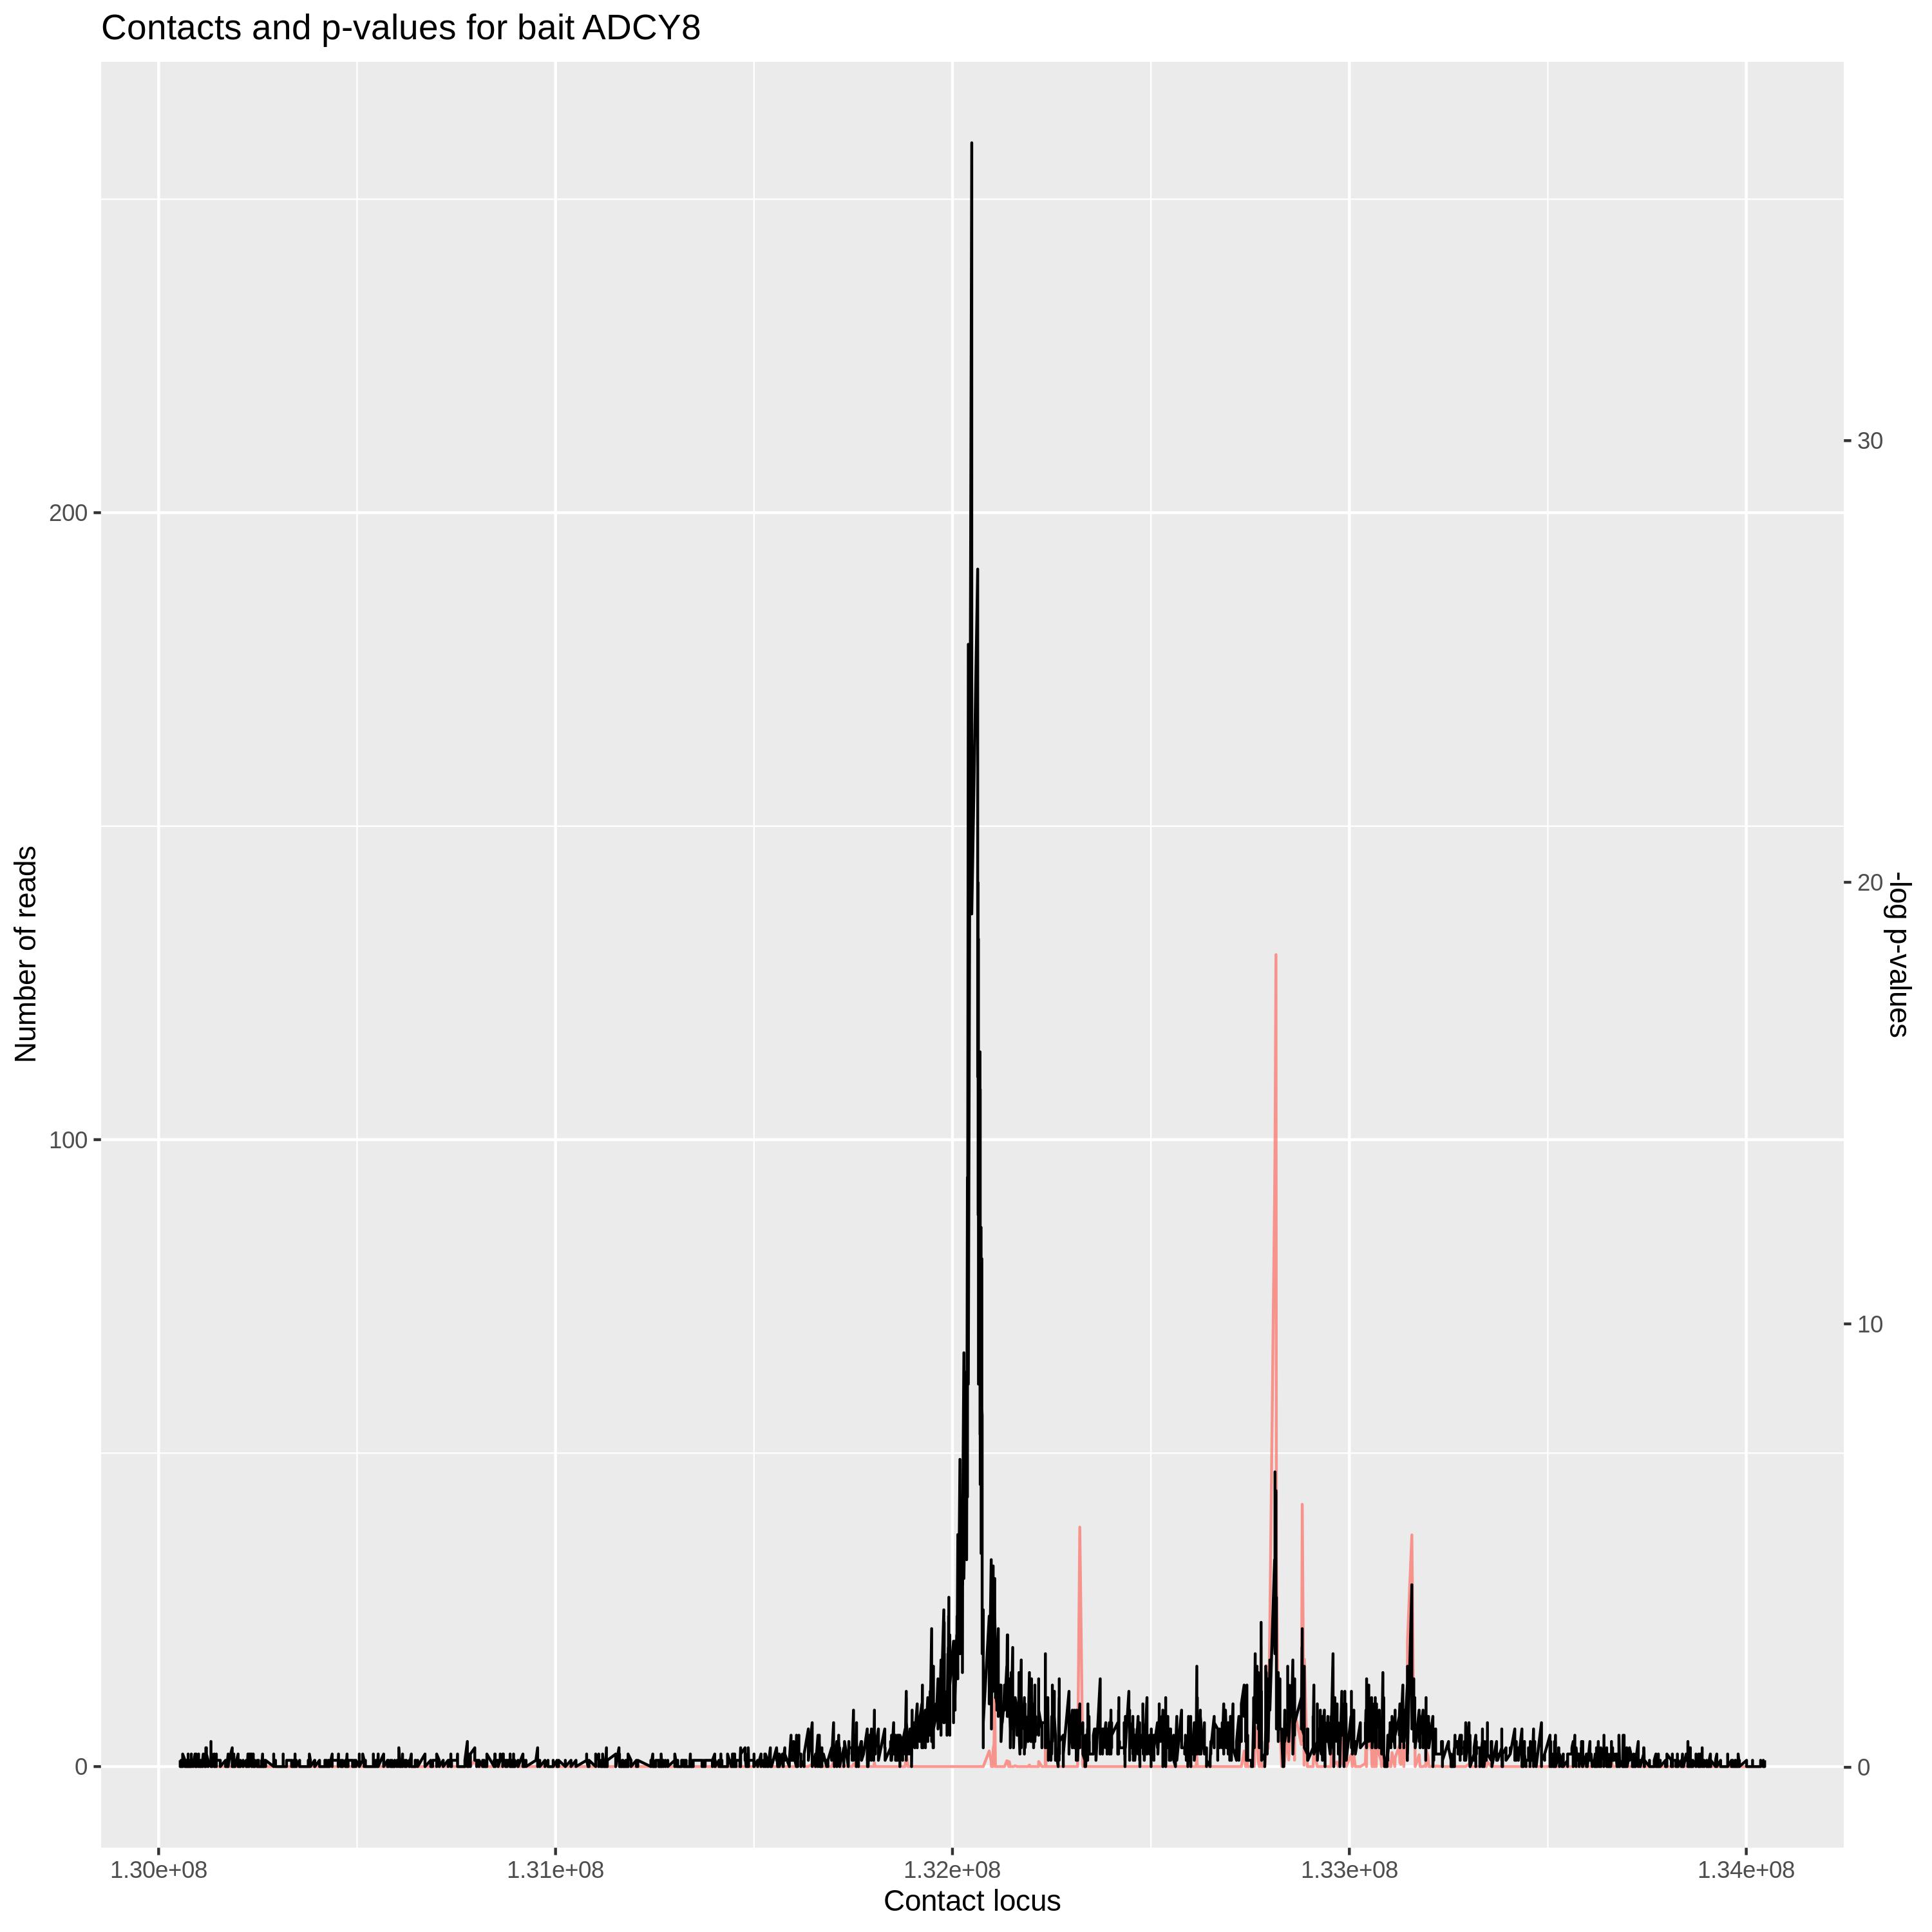 Contacts and p-values for bait ADCY8
Number of reads
200
100
0
30
20
10
0
-log p-values
1.30e+08
1.31e+08
1.32e+08
1.33e+08
1.34e+08
Contact locus